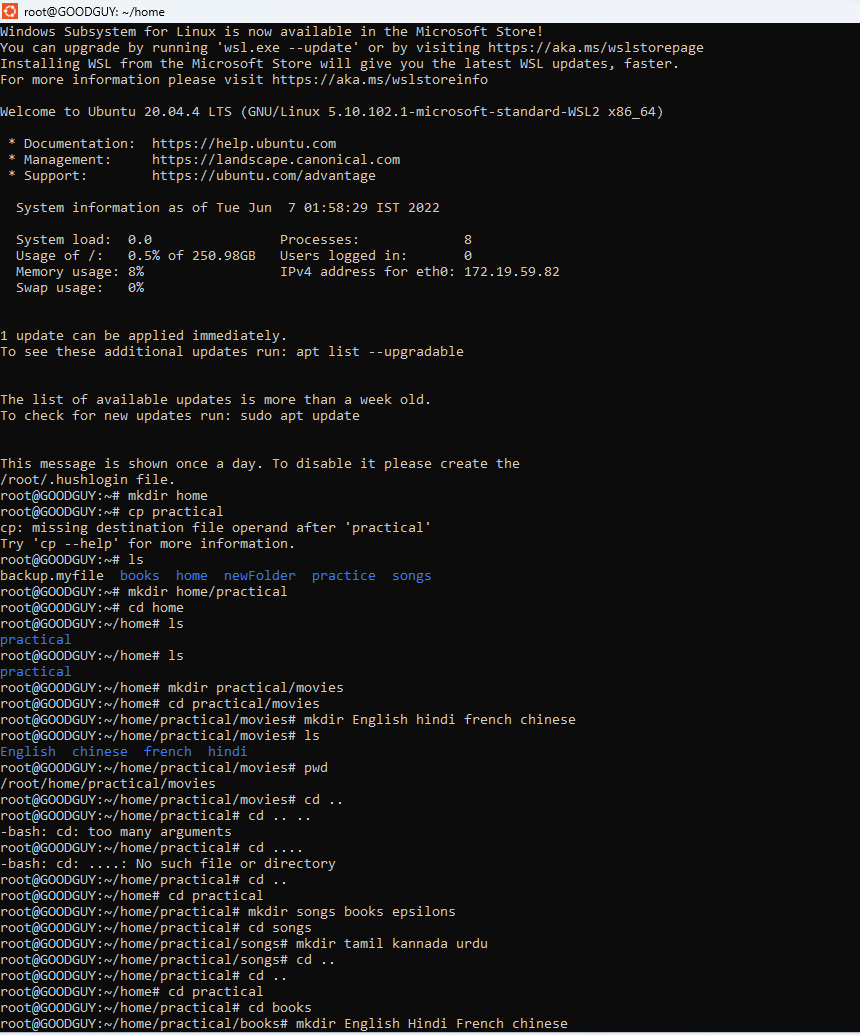 root@GOODGUY: ~/home
Windows Subsystem for Linux is now available in the Microsoft Store!
You can upgrade by running 'wsl.exe --update' or by visiting https://aka.ms/wslstorepage
Installing WSL from the Microsoft Store will give you the latest WSL updates, faster.
For more information please visit https://aka.ms/wslstoreinfo

Welcome to Ubuntu 20.04.4 LTS (GNU/Linux 5.10.102.1-microsoft-standard-WSL2 x86_64)

 * Documentation:  https://help.ubuntu.com
 * Management:     https://landscape.canonical.com
 * Support:        https://ubuntu.com/advantage

  System information as of Tue Jun  7 01:58:29 IST 2022

  System load:  0.0                Processes:             8
  Usage of /:   0.5% of 250.98GB   Users logged in:       0
  Memory usage: 8%                 IPv4 address for eth0: 172.19.59.82
  Swap usage:   0%


1 update can be applied immediately.
To see these additional updates run: apt list --upgradable


The list of available updates is more than a week old.
To check for new updates run: sudo apt update


This message is shown once a day. To disable it please create the
/root/.hushlogin file.
root@GOODGUY:~# mkdir home
root@GOODGUY:~# cp practical
cp: missing destination file operand after 'practical'
Try 'cp --help' for more information.
root@GOODGUY:~# ls
backup.myfile  books  home  newFolder  practice  songs
root@GOODGUY:~# mkdir home/practical
root@GOODGUY:~# cd home
root@GOODGUY:~/home# ls
practical
root@GOODGUY:~/home# ls
practical
root@GOODGUY:~/home# mkdir practical/movies
root@GOODGUY:~/home# cd practical/movies
root@GOODGUY:~/home/practical/movies# mkdir English hindi french chinese
root@GOODGUY:~/home/practical/movies# ls
English  chinese  french  hindi
root@GOODGUY:~/home/practical/movies# pwd
/root/home/practical/movies
root@GOODGUY:~/home/practical/movies# cd ..
root@GOODGUY:~/home/practical# cd .. ..
-bash: cd: too many arguments
root@GOODGUY:~/home/practical# cd ....
-bash: cd: ....: No such file or directory
root@GOODGUY:~/home/practical# cd ..
root@GOODGUY:~/home# cd practical
root@GOODGUY:~/home/practical# mkdir songs books epsilons
root@GOODGUY:~/home/practical# cd songs
root@GOODGUY:~/home/practical/songs# mkdir tamil kannada urdu
root@GOODGUY:~/home/practical/songs# cd ..
root@GOODGUY:~/home/practical# cd ..
root@GOODGUY:~/home# cd practical
root@GOODGUY:~/home/practical# cd books
root@GOODGUY:~/home/practical/books# mkdir English Hindi French chinese